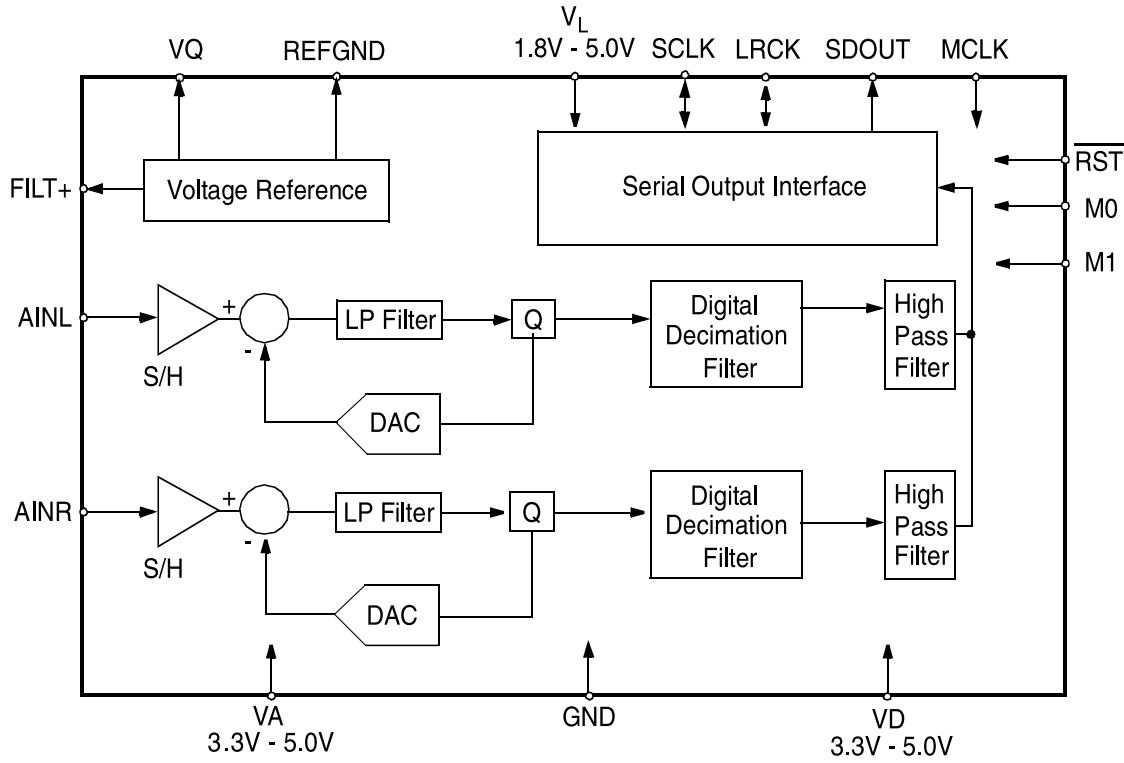 VQ
REFGND
VL
1.8V - 5.0V
SCLK
LRCK
SDOUT
MCLK
FILT+
Voltage Reference
Serial Output Interface
RST
M0
M1
AINL
S/H
+
-
LP Filter
Q
DAC
Digital
Decimation
Filter
High
Pass
Filter
AINR
S/H
+
-
LP Filter
Q
DAC
Digital
Decimation
Filter
High
Pass
Filter
VA
3.3V - 5.0V
GND
VD
3.3V - 5.0V